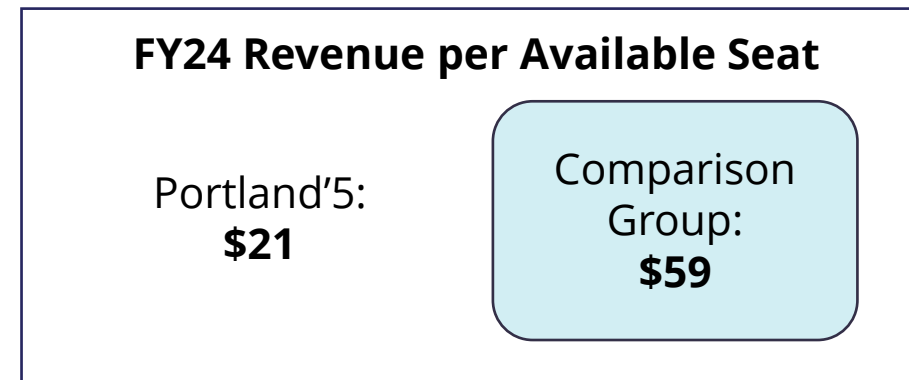 FY24 Revenue per Available Seat
Portland’5:
$21
Comparison
Group:
$59